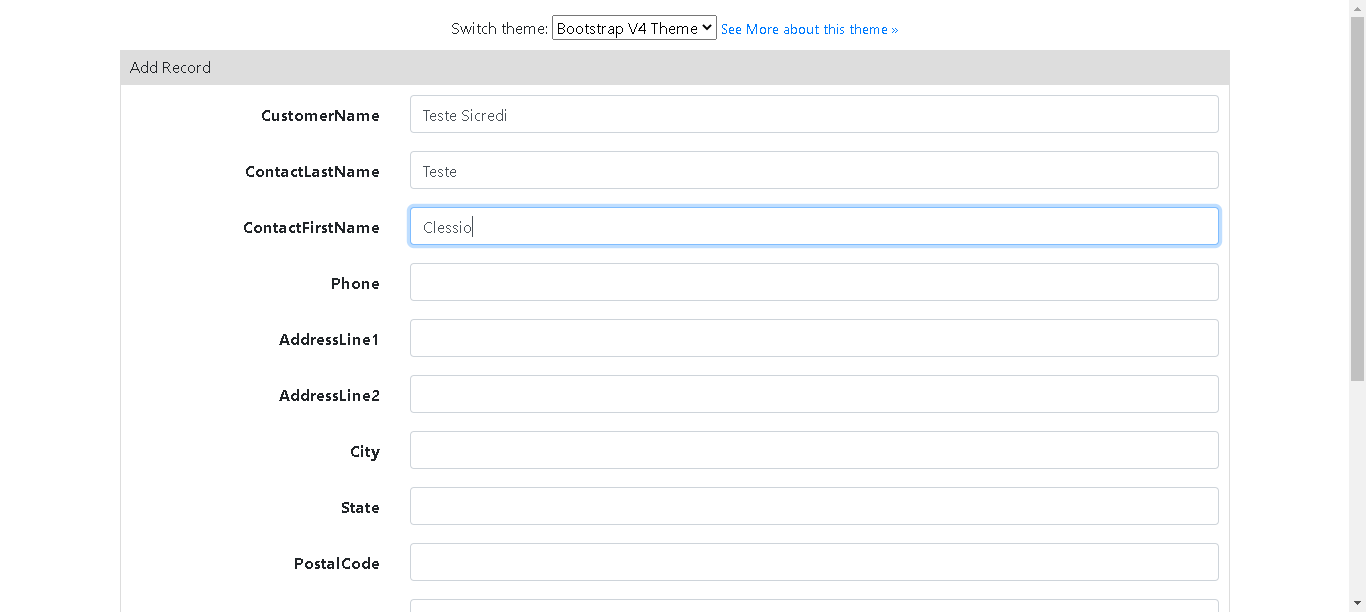 Switch theme: Bootstrap V4 Theme See More about this theme »
Add Record
CustomerName Teste Sicredi
ContactLastName Teste
ContactFirstName Clessio
Phone
AddressLine1
AddressLine2
City
State
PostalCode